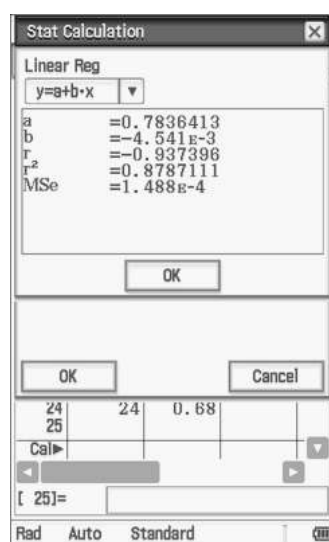 Stat Calculation
Linear Reg
y=a+b·x
a =0.7836413
b =-4.541E-3
r =-0.937396
r² =0.8787111
MSe =1.488E-4
OK
OK Cancel
24 24 0.68
25
Cal▶
[ 25]=
Rad Auto Standard